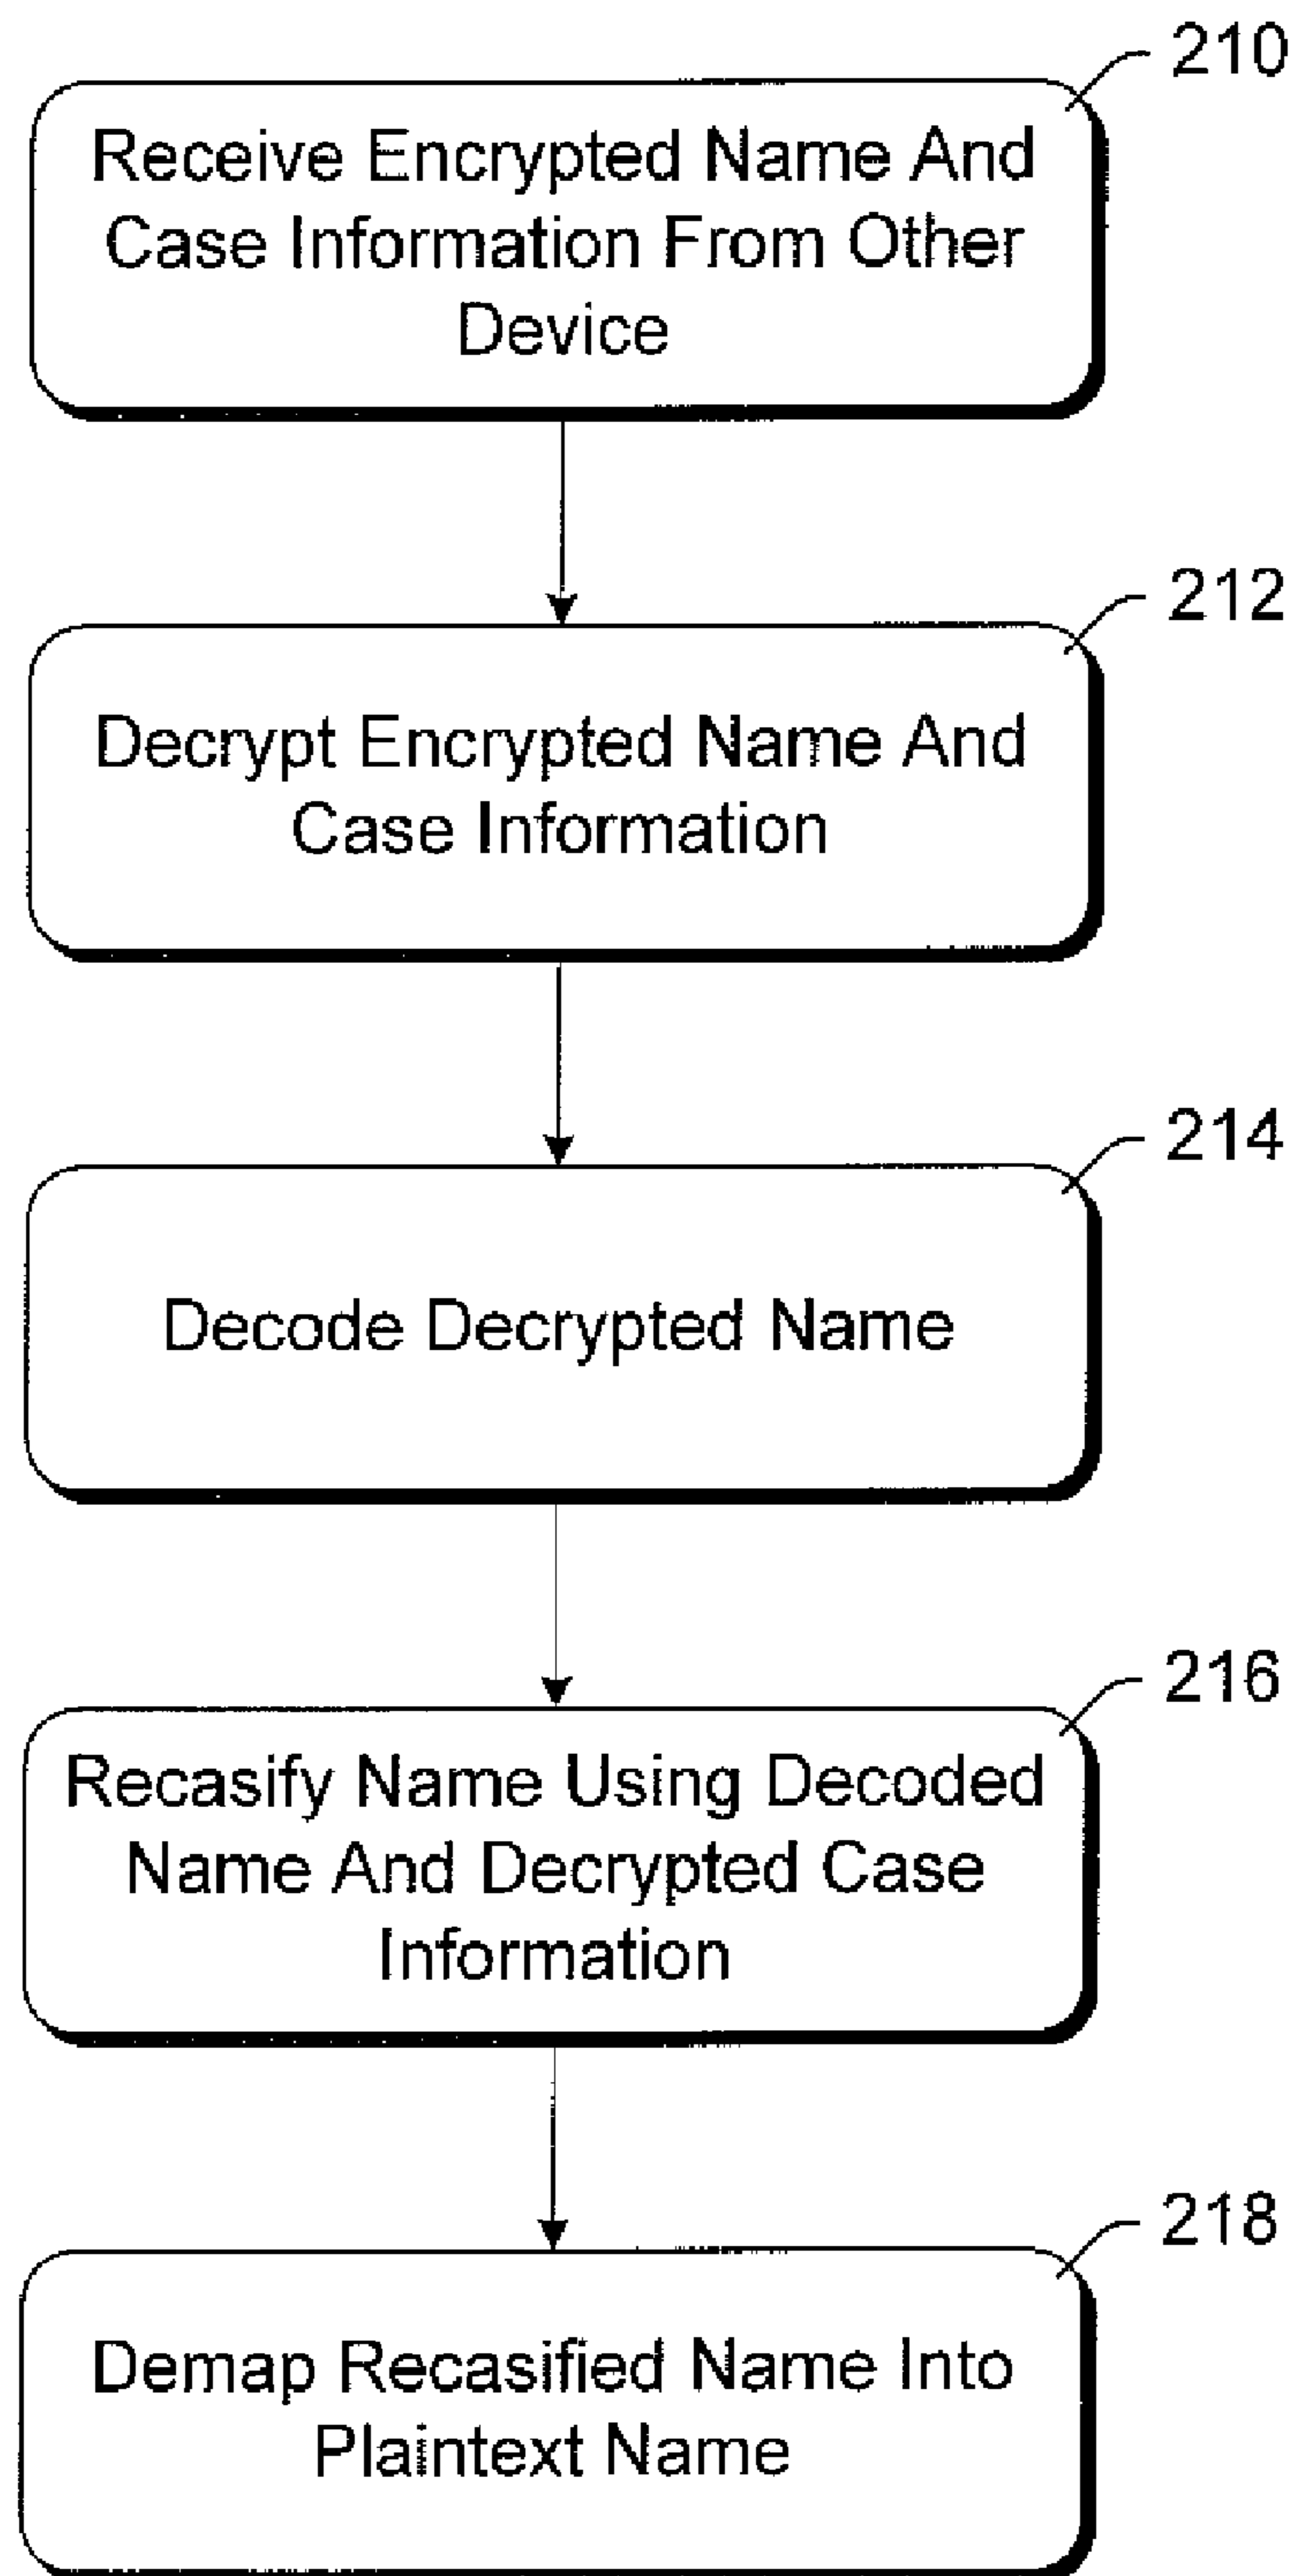 210
Receive Encrypted Name And
Case Information From Other
Device
212
Decrypt Encrypted Name And
Case Information
214
Decode Decrypted Name
216
Recasify Name Using Decoded
Name And Decrypted Case
Information
218
Demap Recasified Name Into
Plaintext Name